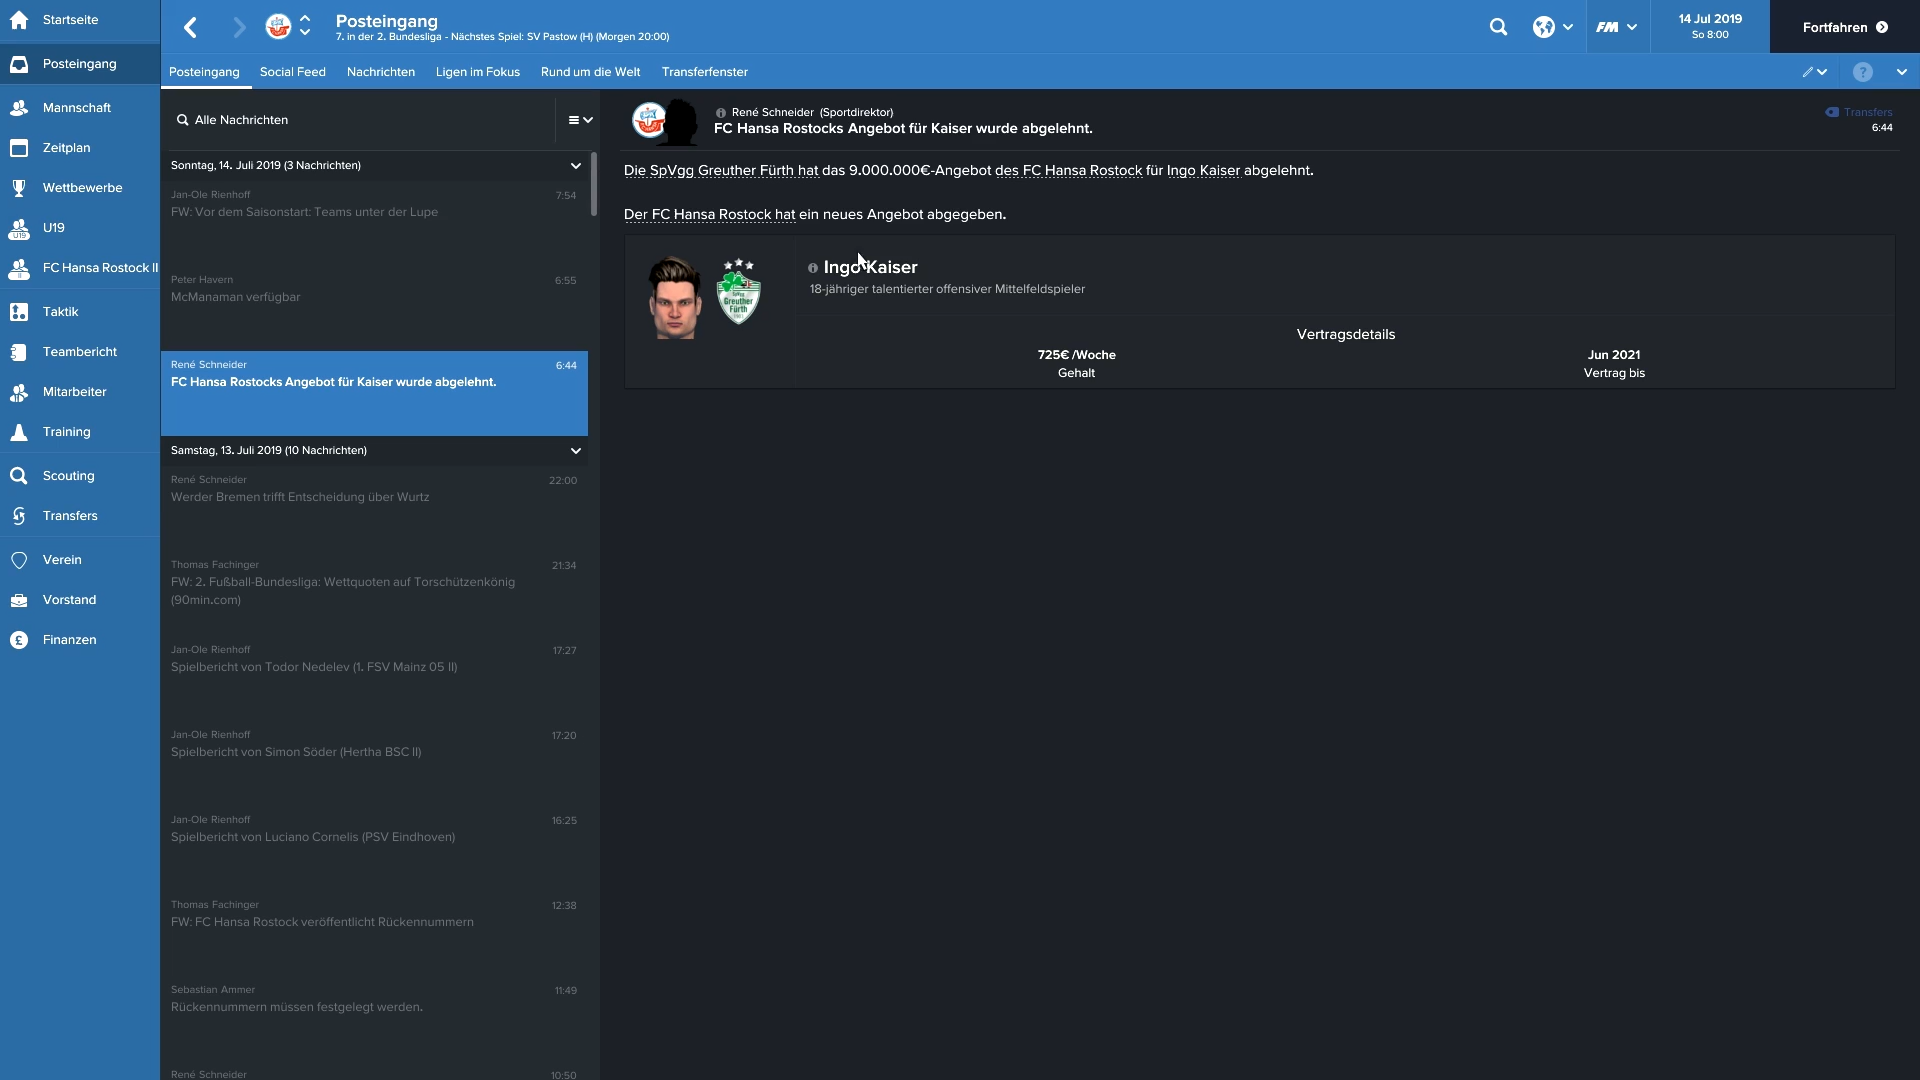 Startseite
Posteingang
Mannschaft
Zeitplan
Wettbewerbe
U19
U19
FC Hansa Rostock II
II
Taktik
Teambericht
Mitarbeiter
Training
Scouting
Transfers
Verein
Vorstand
Finanzen
Posteingang
7. in der 2. Bundesliga - Nächstes Spiel: SV Pastow (H) (Morgen 20:00)
FM
14 Jul 2019
So 8:00
Fortfahren
Posteingang
Social Feed
Nachrichten
Ligen im Fokus
Rund um die Welt
Transferfenster
?
Alle Nachrichten
Sonntag, 14. Juli 2019 (3 Nachrichten)
Jan-Ole Rienhoff 7:54
FW: Vor dem Saisonstart: Teams unter der Lupe
Peter Havern 6:55
McManaman verfügbar
René Schneider 6:44
FC Hansa Rostocks Angebot für Kaiser wurde abgelehnt.
Samstag, 13. Juli 2019 (10 Nachrichten)
René Schneider 22:00
Werder Bremen trifft Entscheidung über Wurtz
Thomas Fachinger 21:34
FW: 2. Fußball-Bundesliga: Wettquoten auf Torschützenkönig
(90min.com)
Jan-Ole Rienhoff 17:27
Spielbericht von Todor Nedelev (1. FSV Mainz 05 II)
Jan-Ole Rienhoff 17:20
Spielbericht von Simon Söder (Hertha BSC II)
Jan-Ole Rienhoff 16:25
Spielbericht von Luciano Cornelis (PSV Eindhoven)
Thomas Fachinger 12:38
FW: FC Hansa Rostock veröffentlicht Rückennummern
Sebastian Ammer 11:49
Rückennummern müssen festgelegt werden.
René Schneider 10:50
René Schneider (Sportdirektor)
FC Hansa Rostocks Angebot für Kaiser wurde abgelehnt.
Transfers
6:44
Die SpVgg Greuther Fürth hat das 9.000.000€-Angebot des FC Hansa Rostock für Ingo Kaiser abgelehnt.
Der FC Hansa Rostock hat ein neues Angebot abgegeben.
SpVgg
Greuther
Fürth
Ingo Kaiser
18-jähriger talentierter offensiver Mittelfeldspieler
Vertragsdetails
725€ /Woche
Gehalt
Jun 2021
Vertrag bis